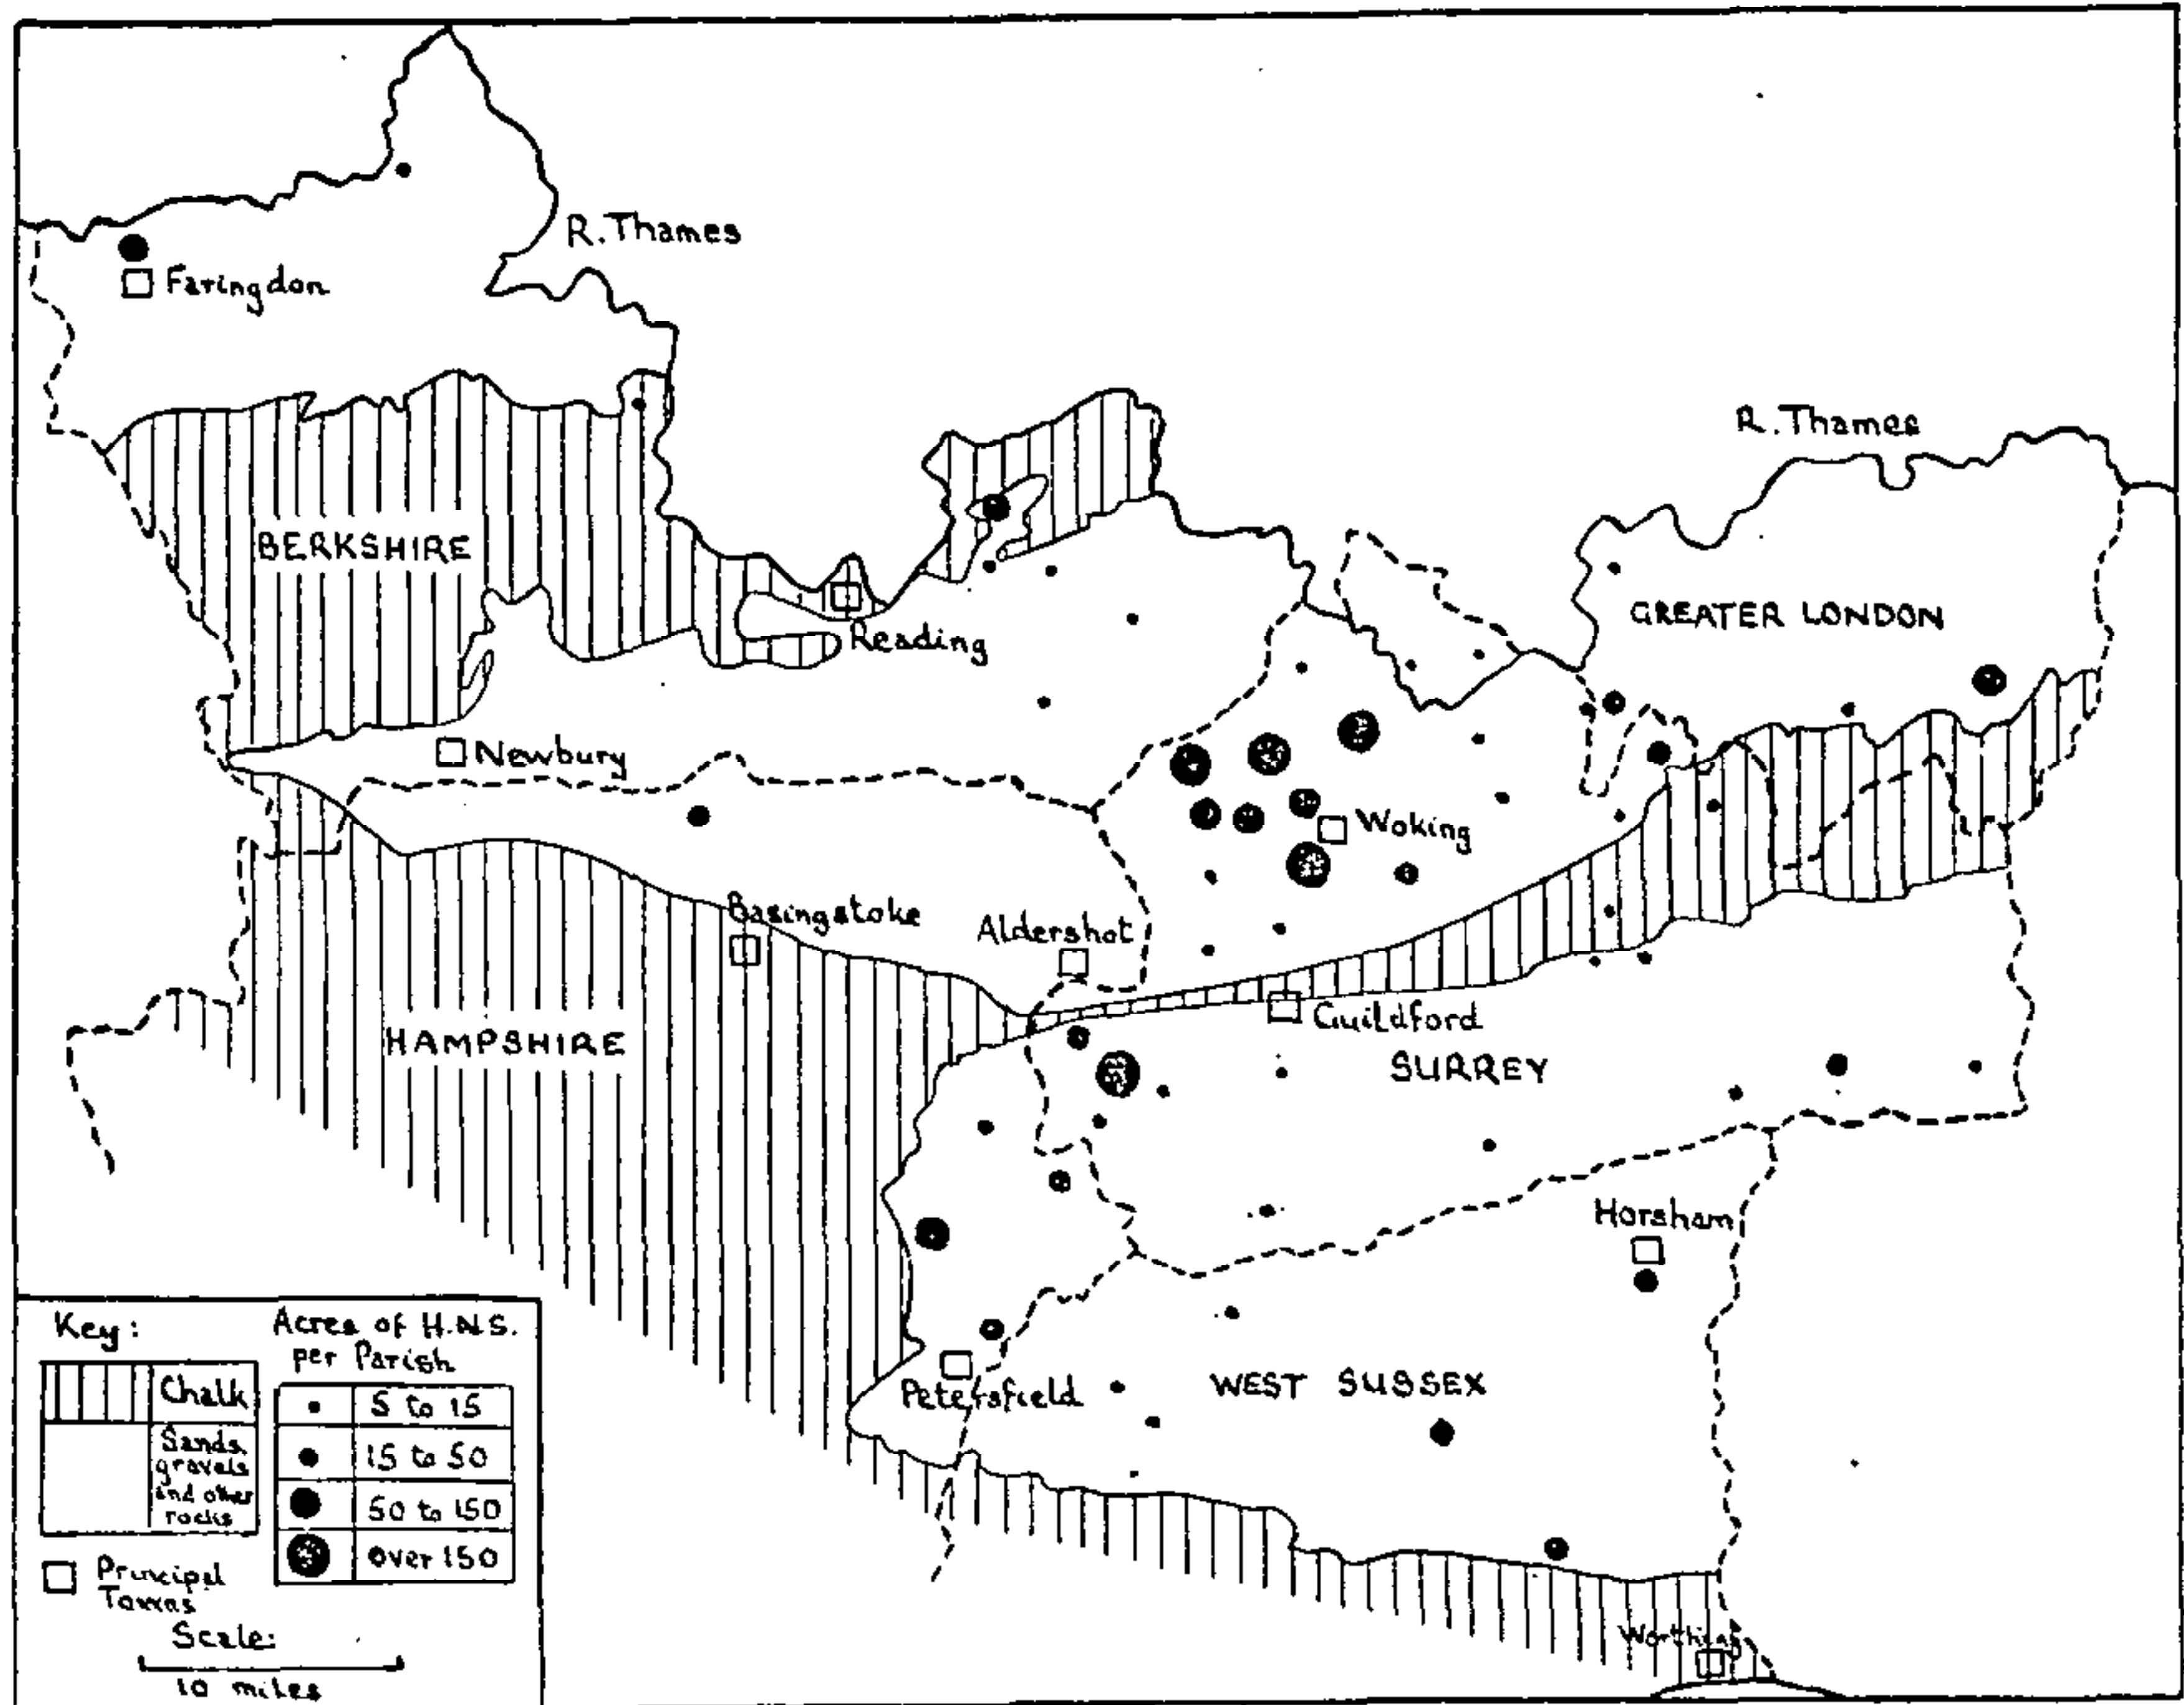 R. Thames
Faringdon
R. Thames
BERKSHIRE
GREATER LONDON
Reading
Newbury
Woking
Basingstoke
Aldershot
Guildford
HAMPSHIRE
SURREY
Horsham
Petersfield
WEST SUSSEX
Worthing
Key:
Chalk
Sands
gravels
and other
rocks
Principal
Towns
Scale:
10 miles
Acres of H.N.S.
per Parish
5 to 15
15 to 50
50 to 150
over 150